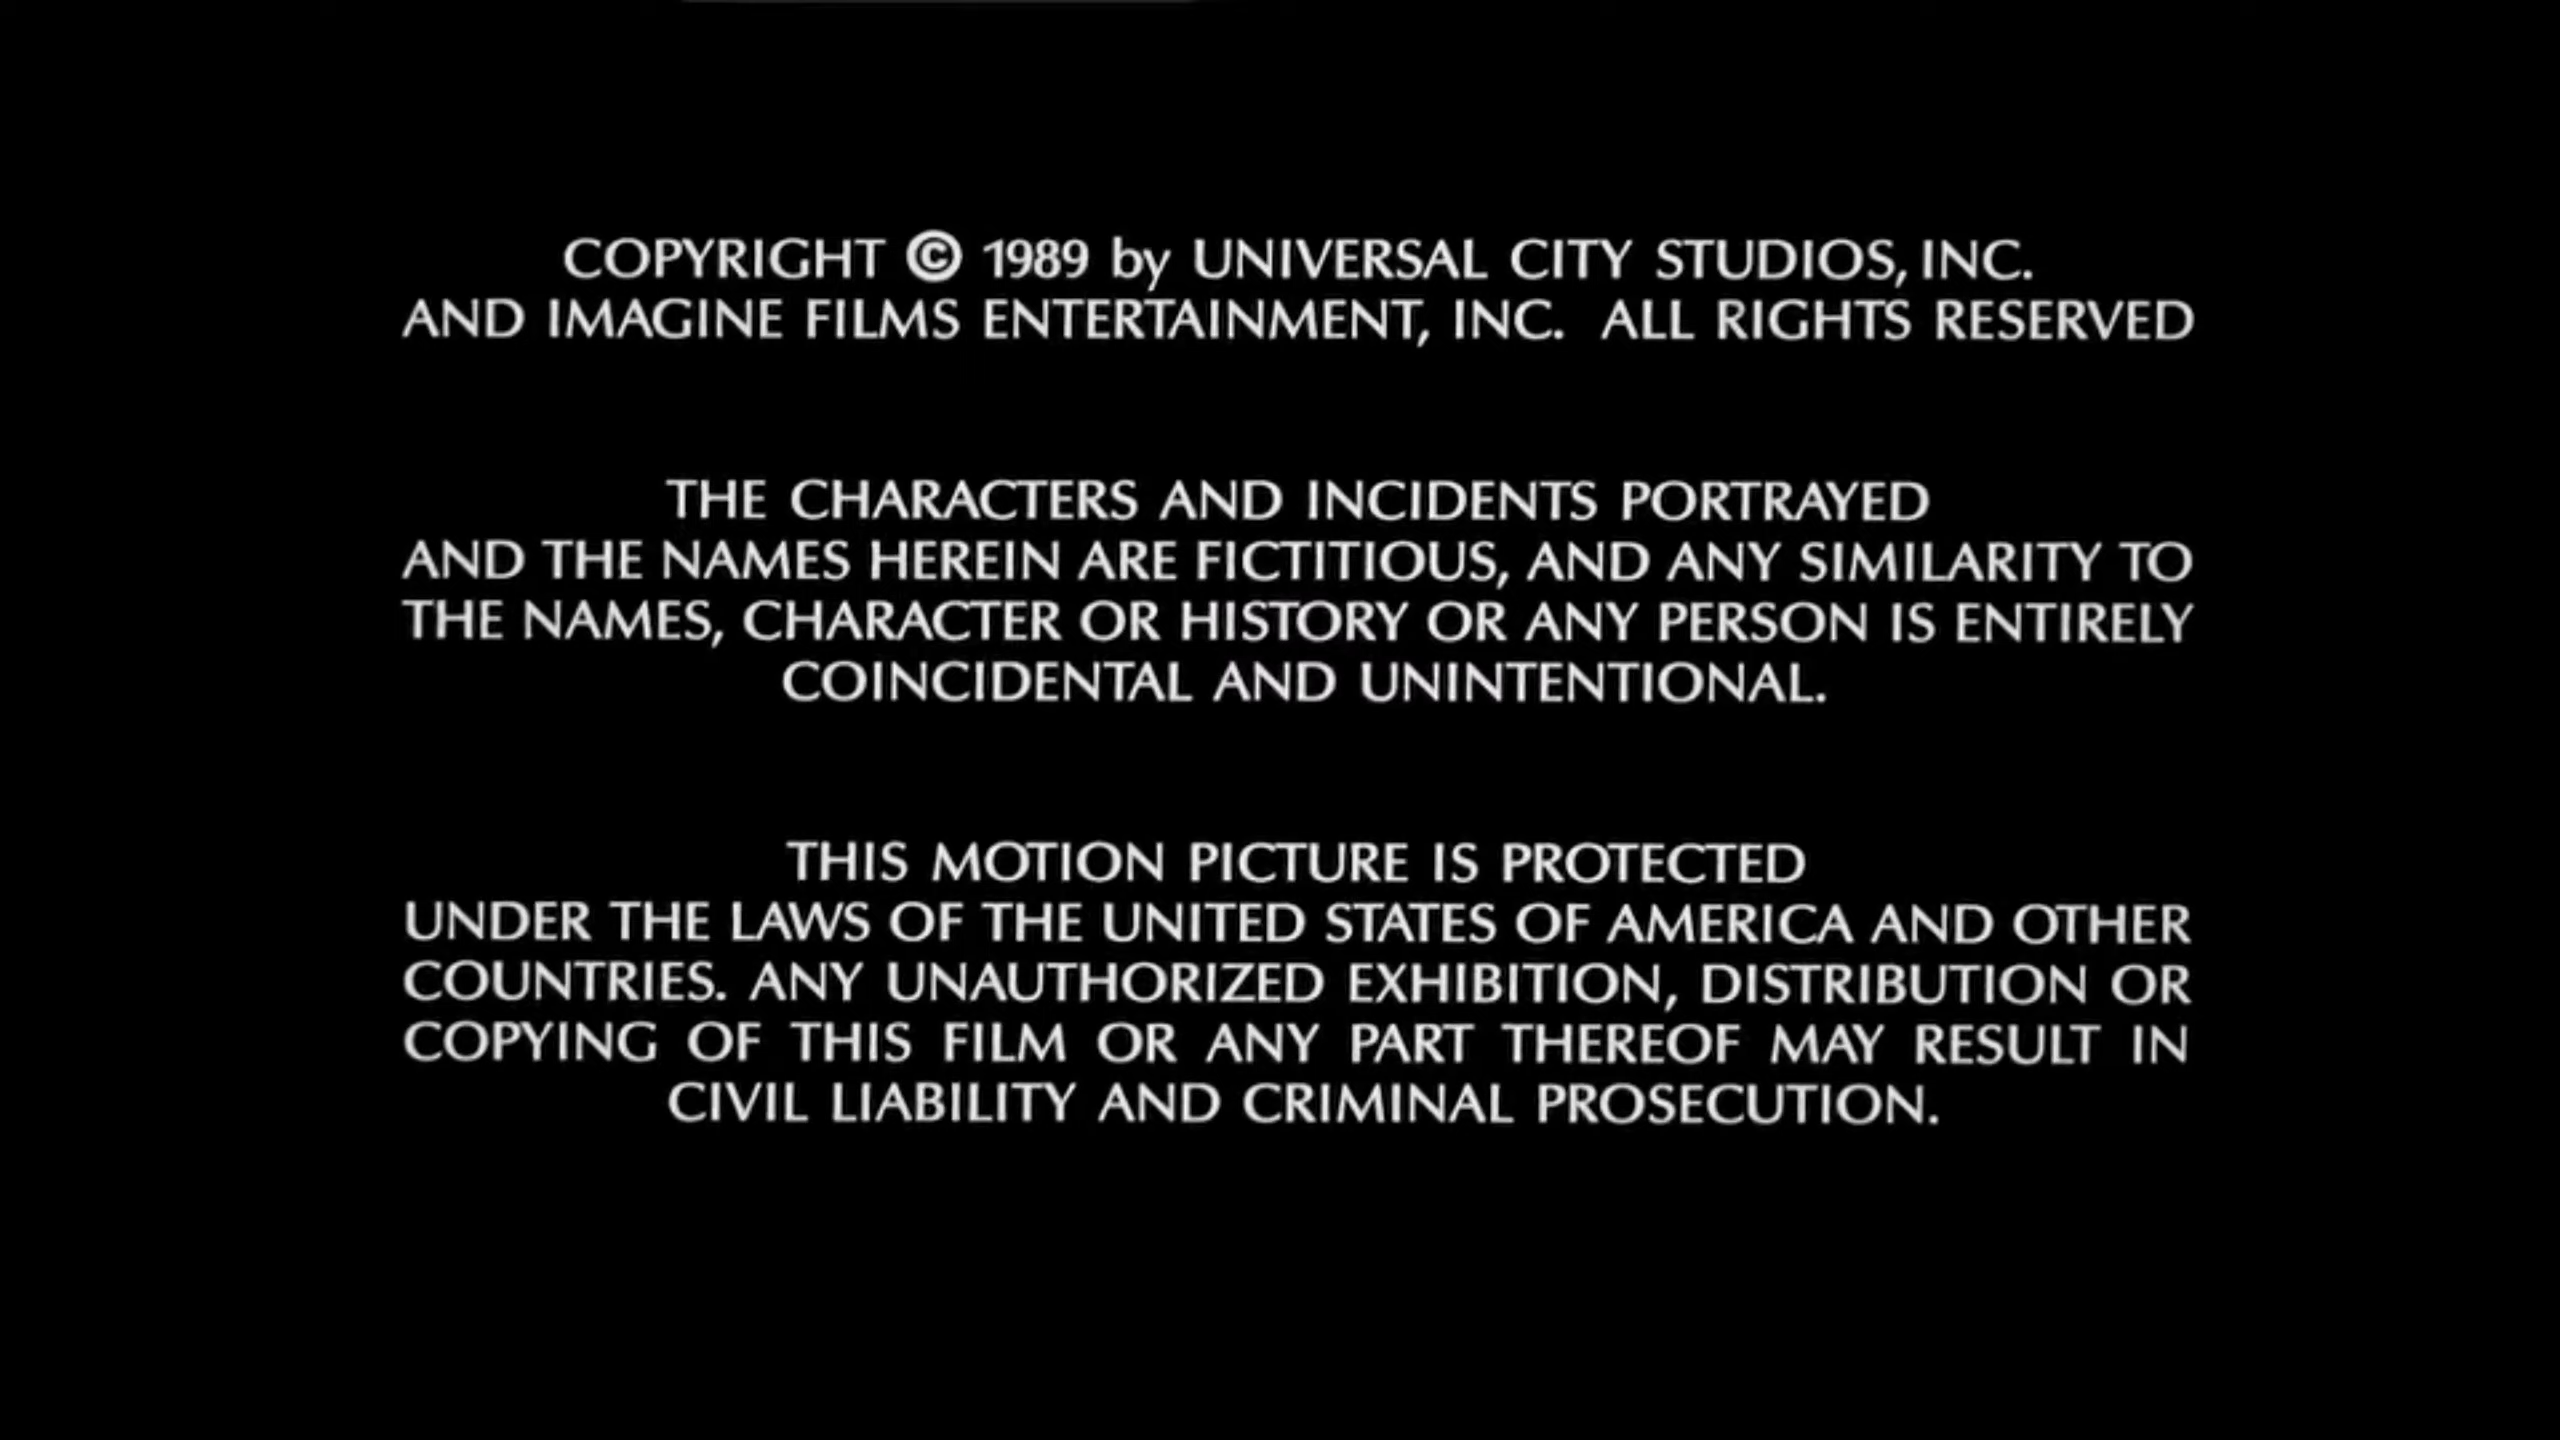 COPYRIGHT © 1989 by UNIVERSAL CITY STUDIOS, INC.
AND IMAGINE FILMS ENTERTAINMENT, INC. ALL RIGHTS RESERVED
THE CHARACTERS AND INCIDENTS PORTRAYED
AND THE NAMES HEREIN ARE FICTITIOUS, AND ANY SIMILARITY TO
THE NAMES, CHARACTER OR HISTORY OR ANY PERSON IS ENTIRELY
COINCIDENTAL AND UNINTENTIONAL.
THIS MOTION PICTURE IS PROTECTED
UNDER THE LAWS OF THE UNITED STATES OF AMERICA AND OTHER
COUNTRIES. ANY UNAUTHORIZED EXHIBITION, DISTRIBUTION OR
COPYING OF THIS FILM OR ANY PART THEREOF MAY RESULT IN
CIVIL LIABILITY AND CRIMINAL PROSECUTION.